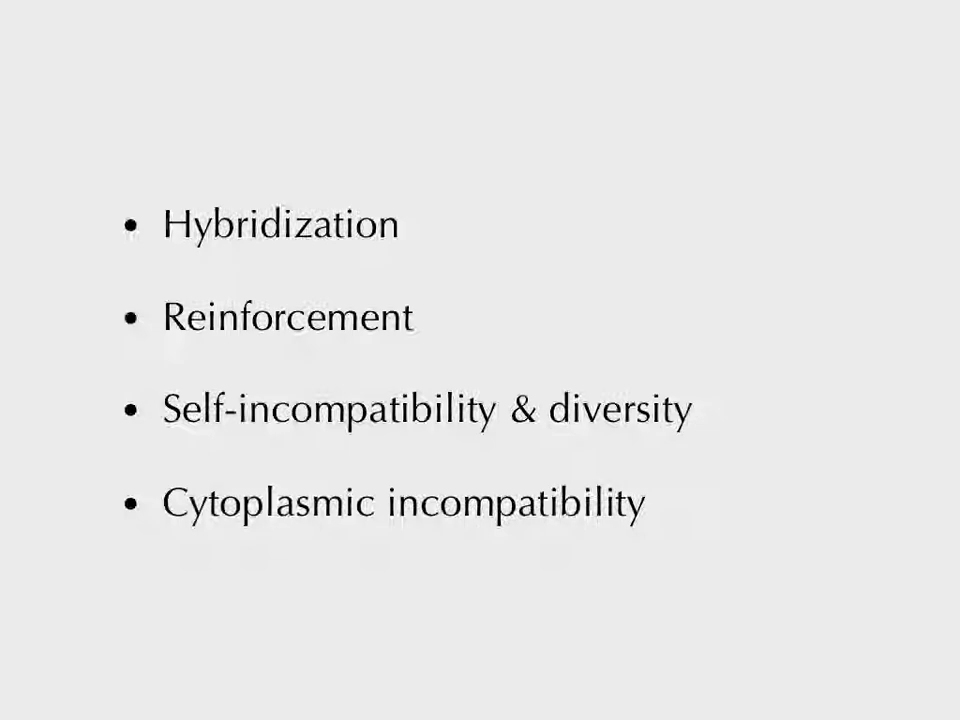 • Hybridization
• Reinforcement
• Self-incompatibility & diversity
• Cytoplasmic incompatibility